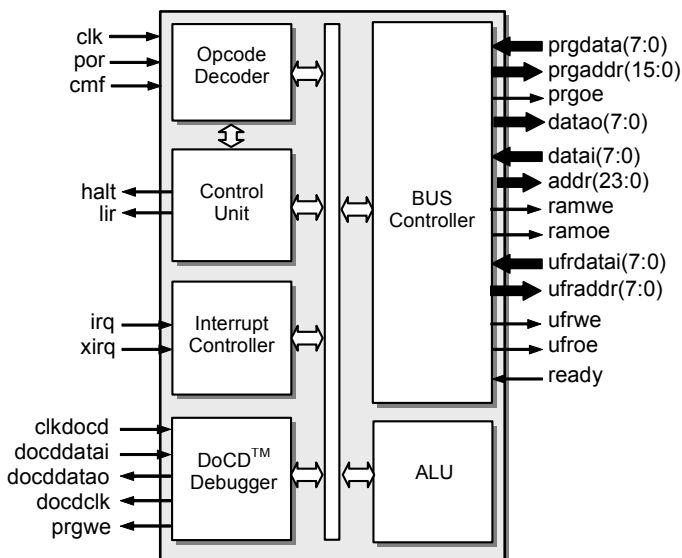 clk
por
cmf
Opcode
Decoder
halt
lir
Control
Unit
irq
xirq
Interrupt
Controller
clkdocd
docddatai
docddatao
docdclk
prgwe
DoCD™
Debugger
BUS
Controller
ALU
prgdata(7:0)
prgaddr(15:0)
prgoe
datao(7:0)
datai(7:0)
addr(23:0)
ramwe
ramoe
ufrdatai(7:0)
ufraddr(7:0)
ufrwe
ufroe
ready